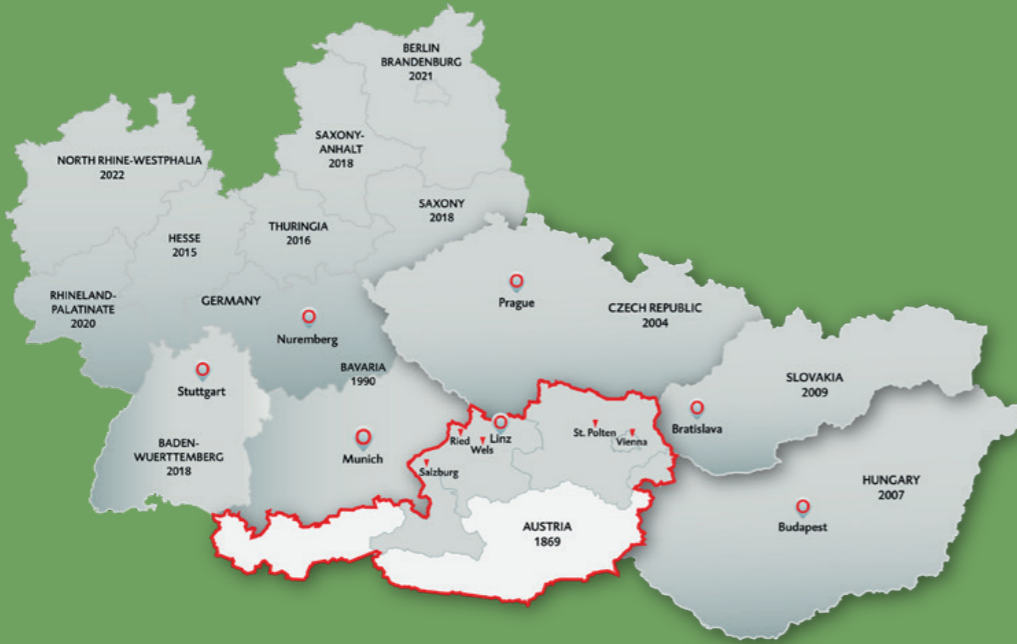 BERLIN
BRANDENBURG
2021
SAXONY-
ANHALT
2018
NORTH RHINE-WESTPHALIA
2022
SAXONY
2018
THURINGIA
2016
HESSE
2015
RHINELAND-
PALATINATE
2020
GERMANY
Nuremberg
Prague
CZECH REPUBLIC
2004
BAVARIA
1990
Stuttgart
SLOVAKIA
2009
BADEN-
WUERTTEMBERG
2018
Munich
Ried
Wels
Linz
Salzburg
St. Polten
Vienna
Bratislava
HUNGARY
2007
Budapest
AUSTRIA
1869